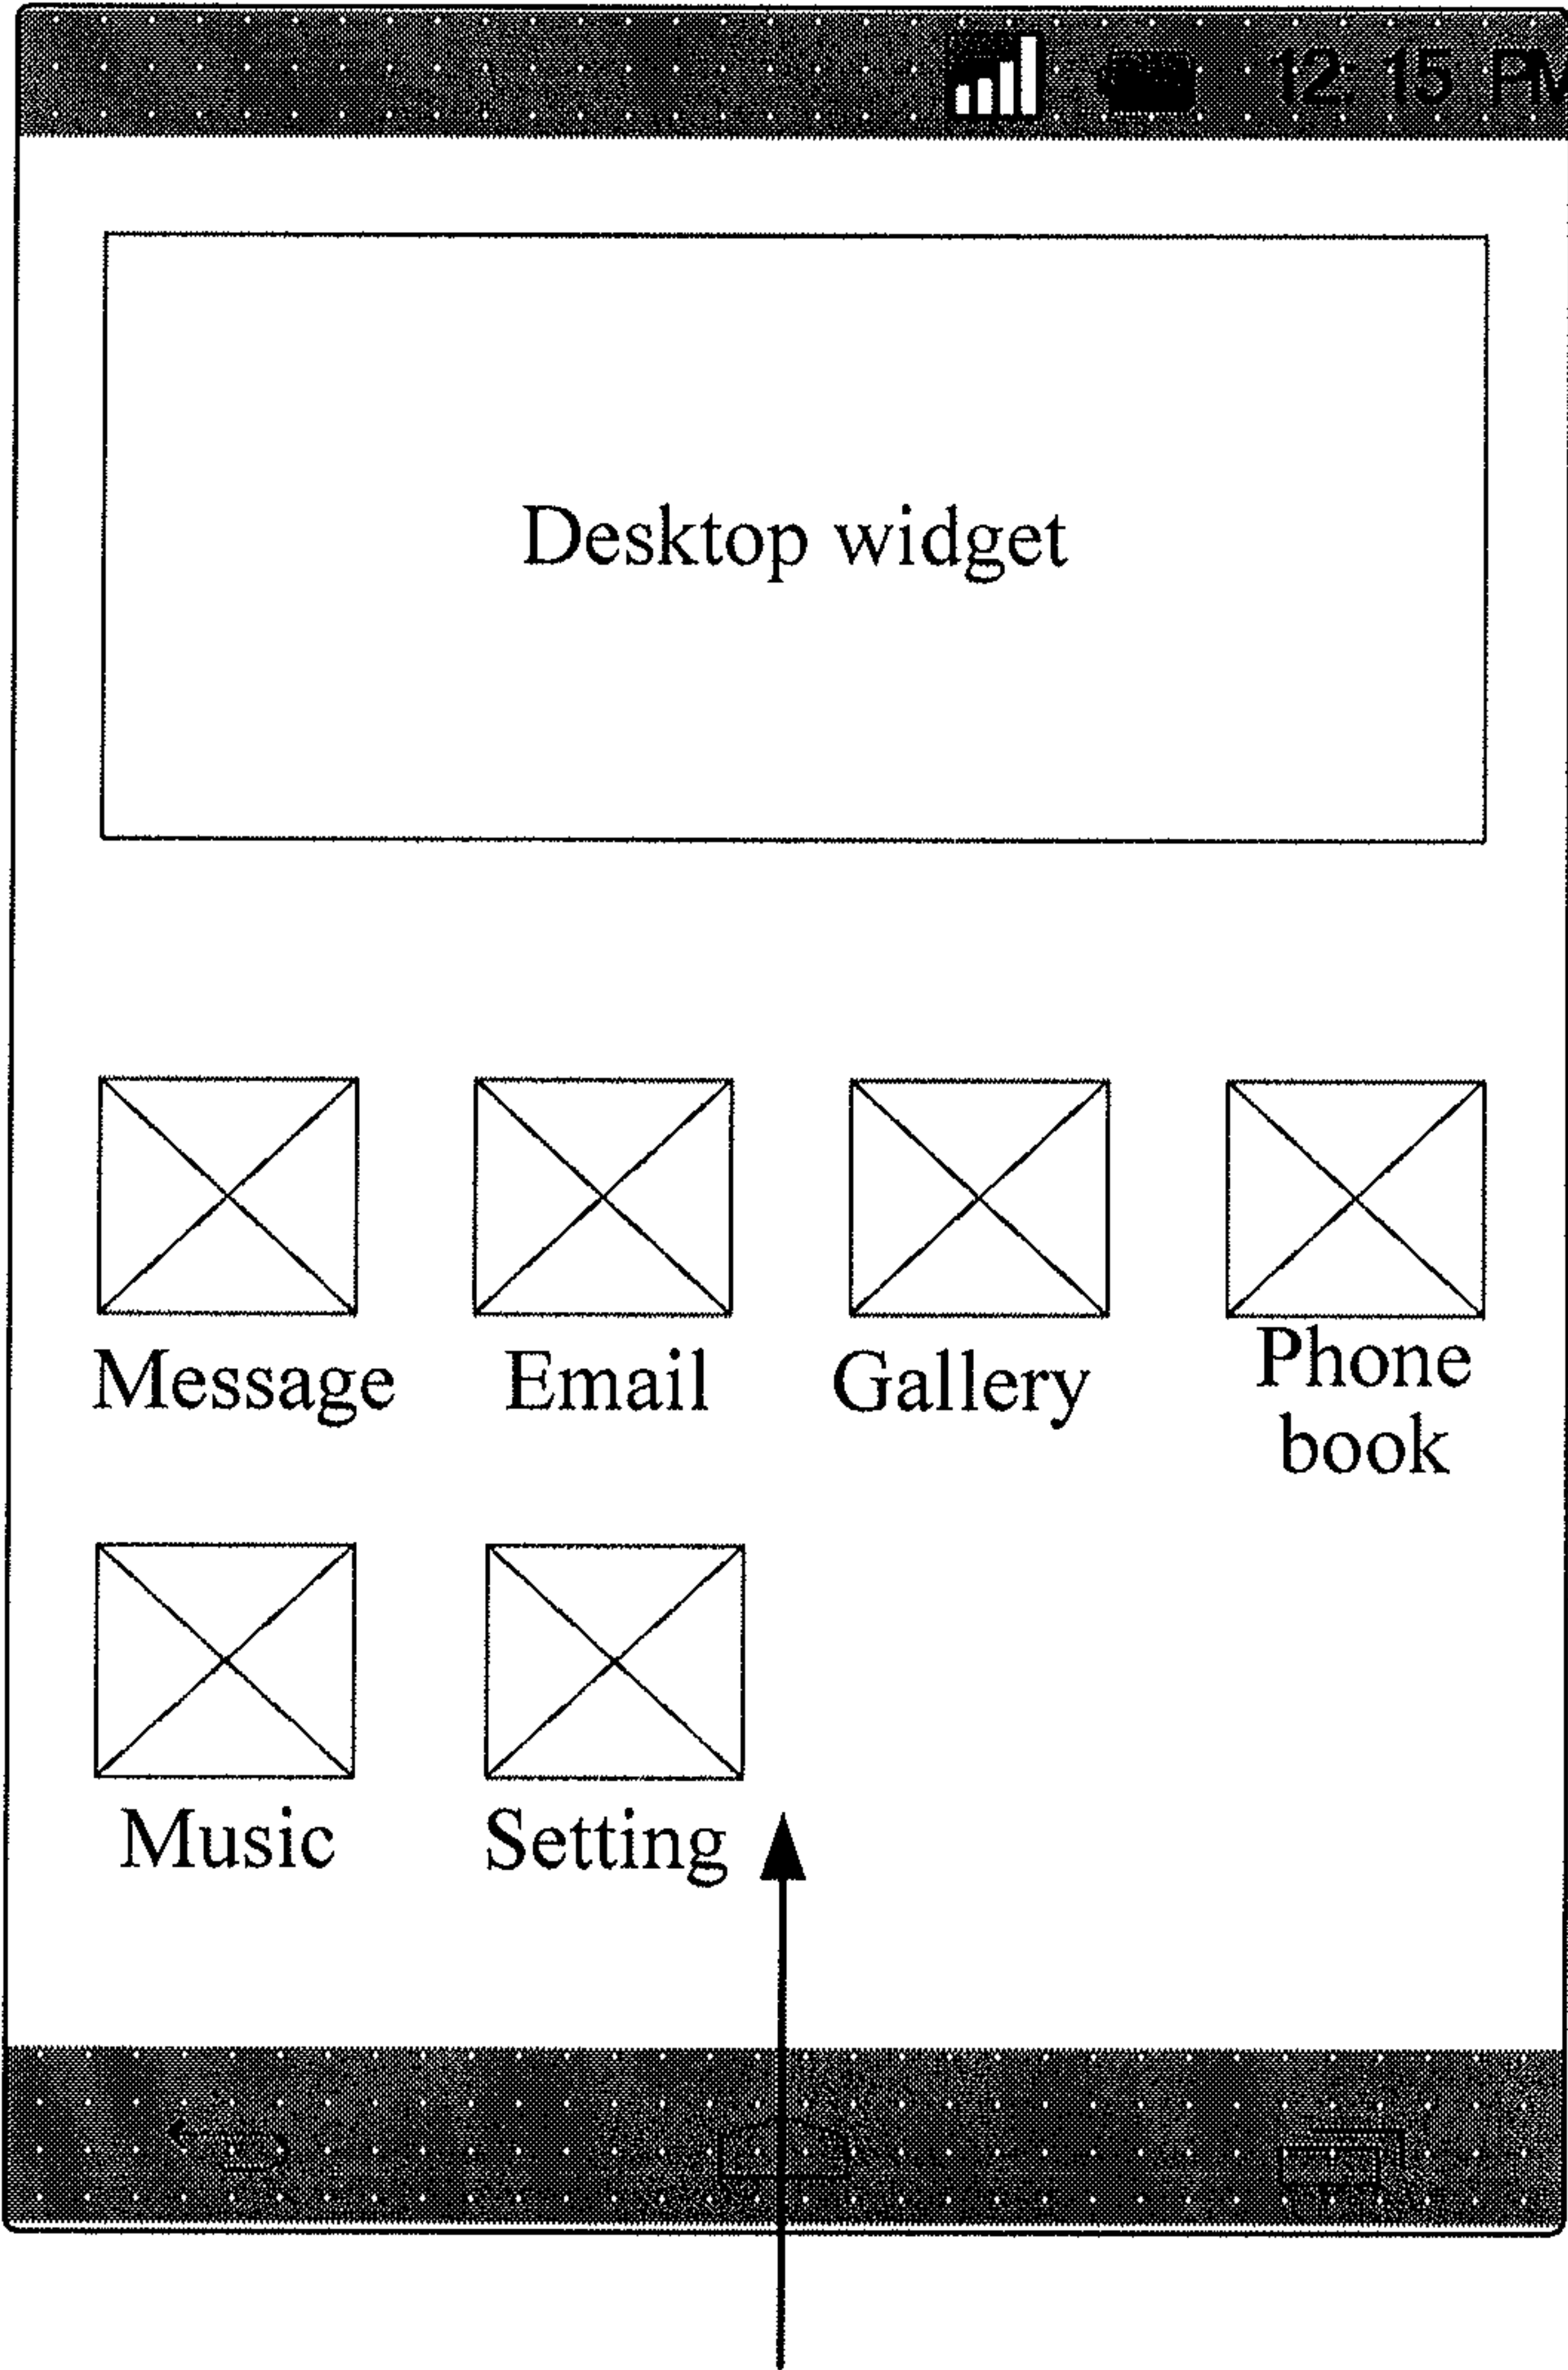 12: 15 PM
Desktop widget
Message Email Gallery Phone
book
Music Setting